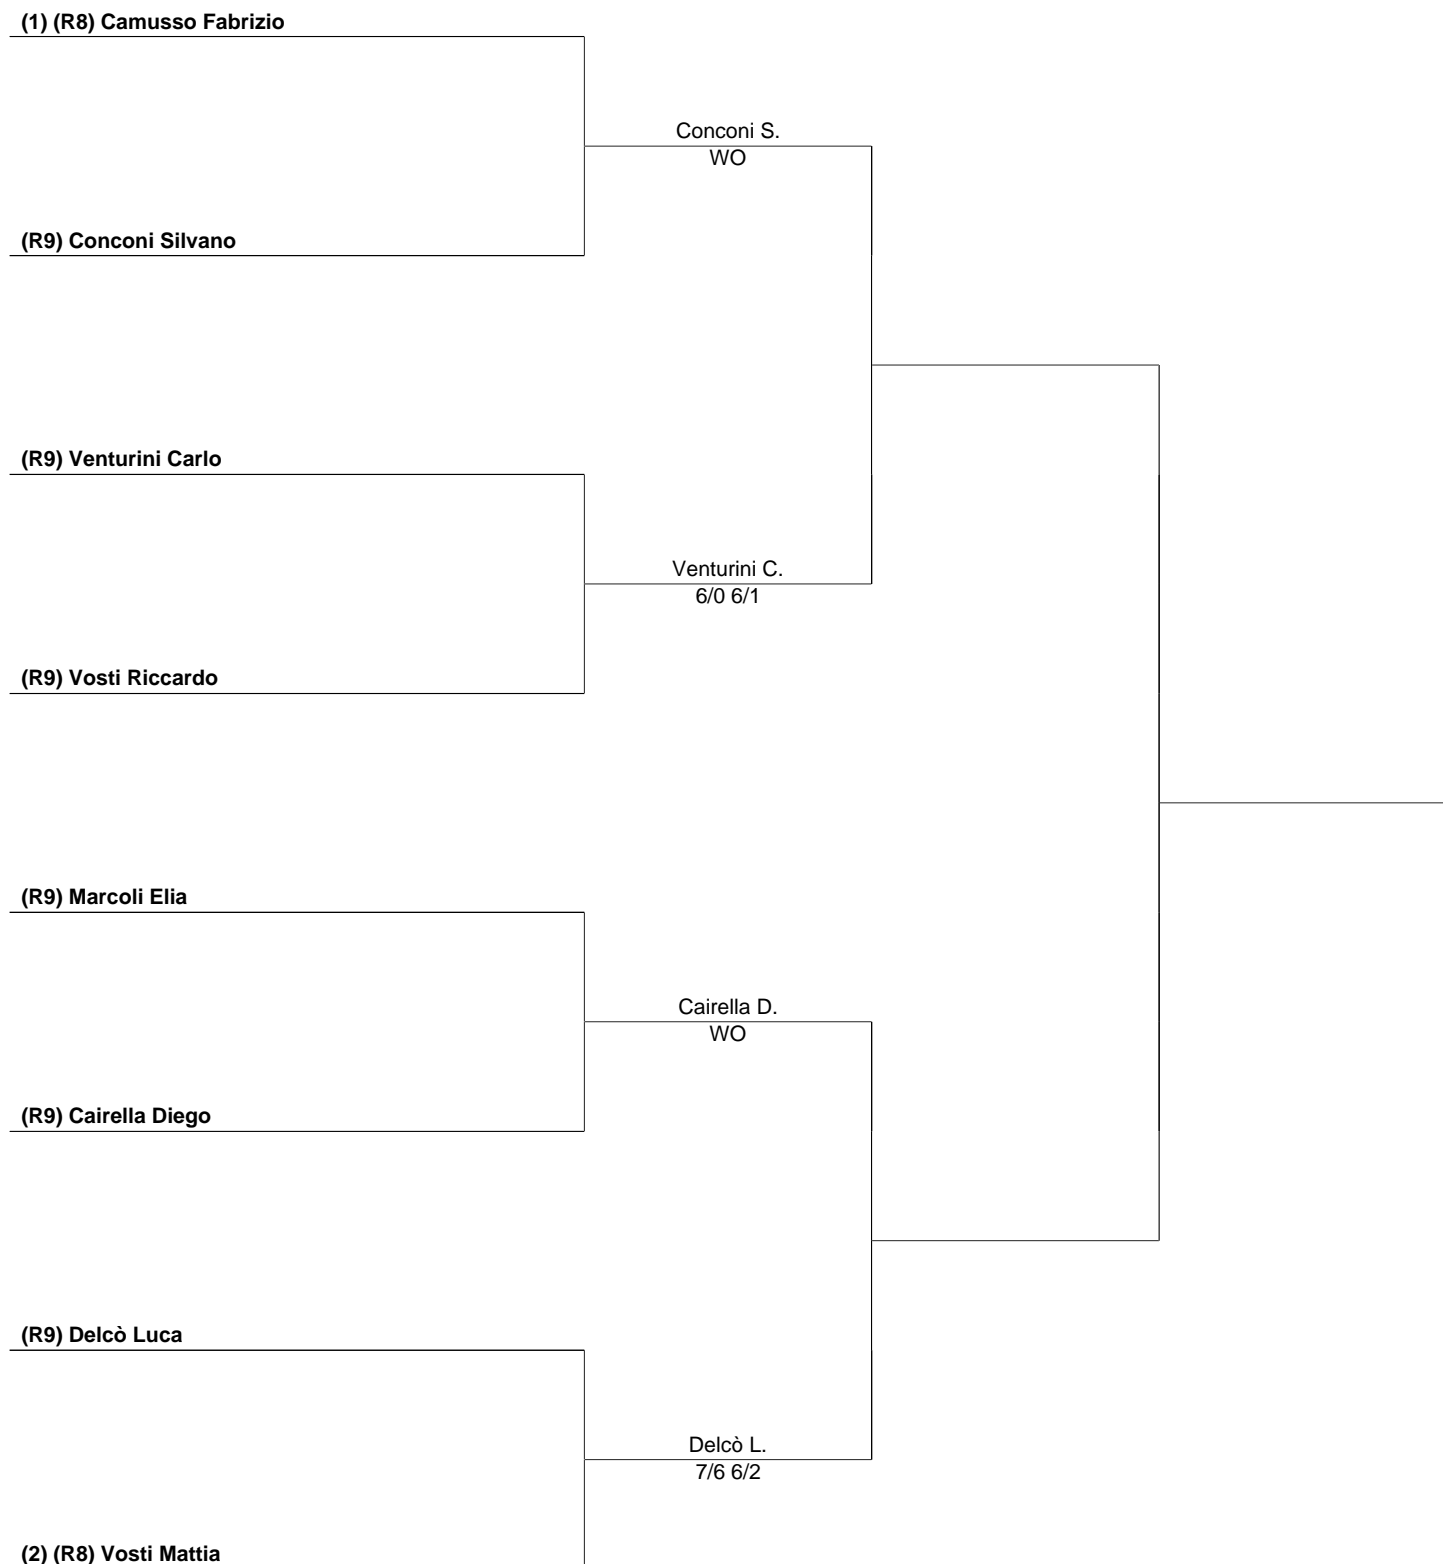 (1) (R8) Camusso Fabrizio
Conconi S.
WO
(R9) Conconi Silvano
(R9) Venturini Carlo
Venturini C.
6/0 6/1
(R9) Vosti Riccardo
(R9) Marcoli Elia
Cairella D.
WO
(R9) Cairella Diego
(R9) Delcò Luca
Delcò L.
7/6 6/2
(2) (R8) Vosti Mattia